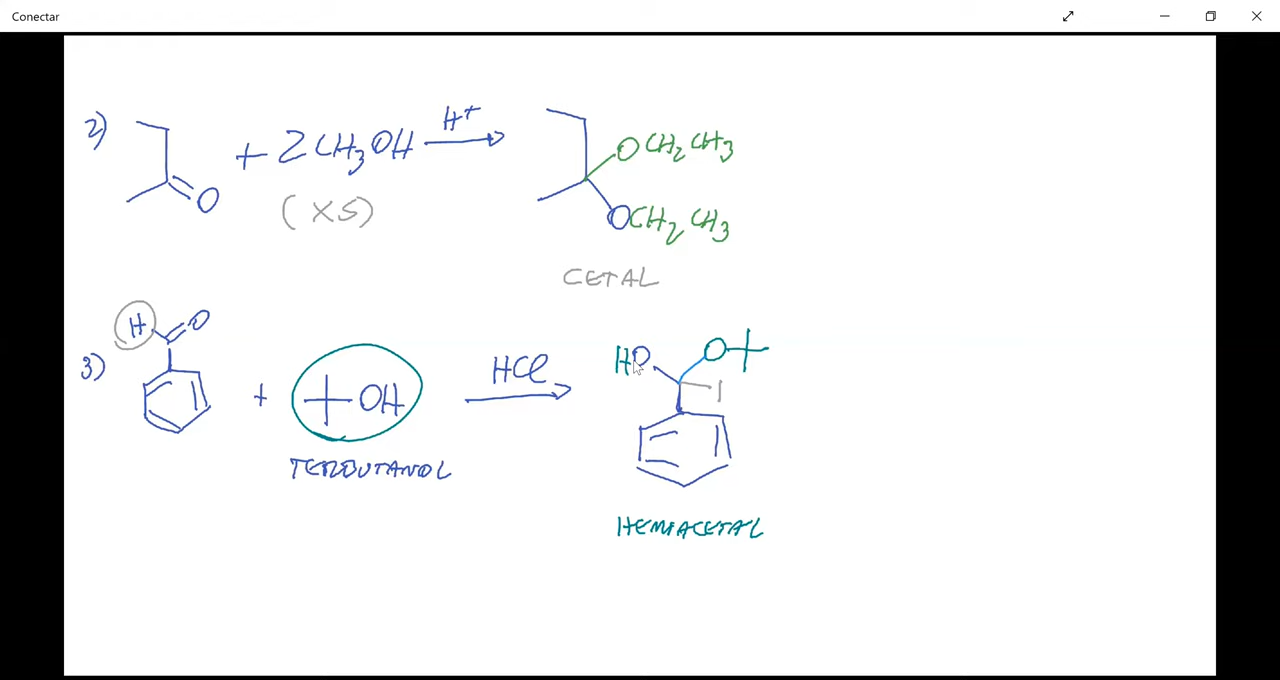 Conectar
2)
O
+ 2 CH3OH
H+
OCH2CH3
(XS)
OCH2CH3
CETAL
H
O
3)
+
OH
HCl
HO
O
TERBUTANOL
HEMIACETAL